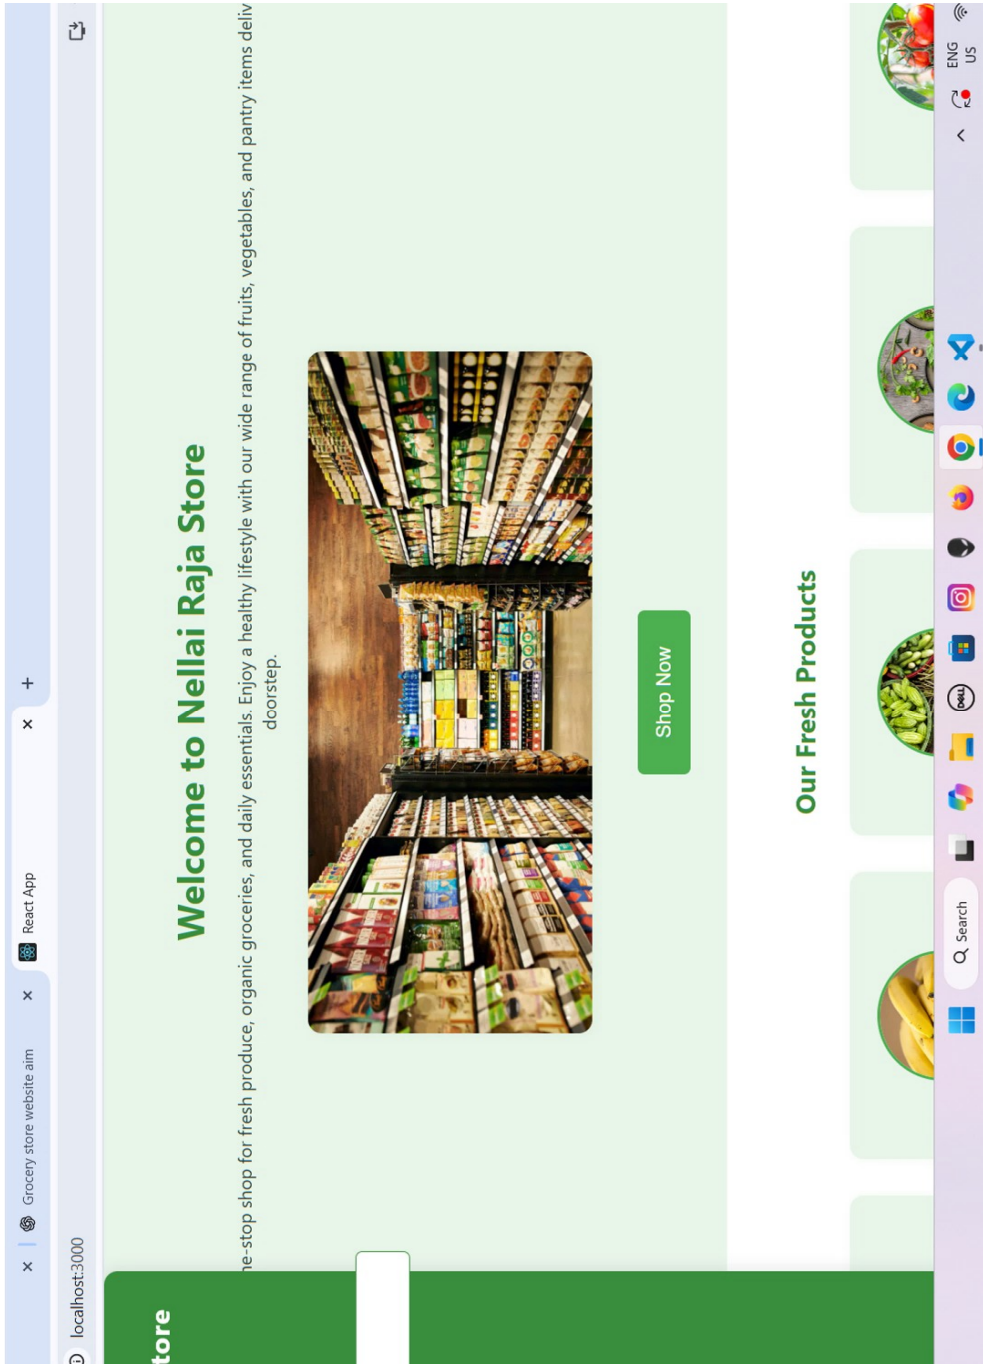 Grocery store website aim
React App
localhost:3000
tore
Welcome to Nellai Raja Store
ne-stop shop for fresh produce, organic groceries, and daily essentials. Enjoy a healthy lifestyle with our wide range of fruits, vegetables, and pantry items deliv
doorstep.
Shop Now
Our Fresh Products
Search
DELL
ENG
US